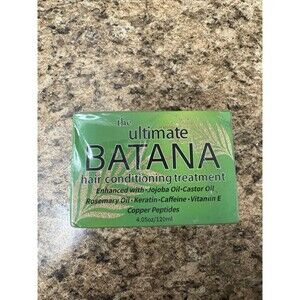 the
ultimate
BATANA
hair conditioning treatment
Enhanced with•Jojoba Oil•Castor Oil
Rosemary Oil•Keratin•Caffeine•Vitamin E
Copper Peptides
4.05oz/120ml